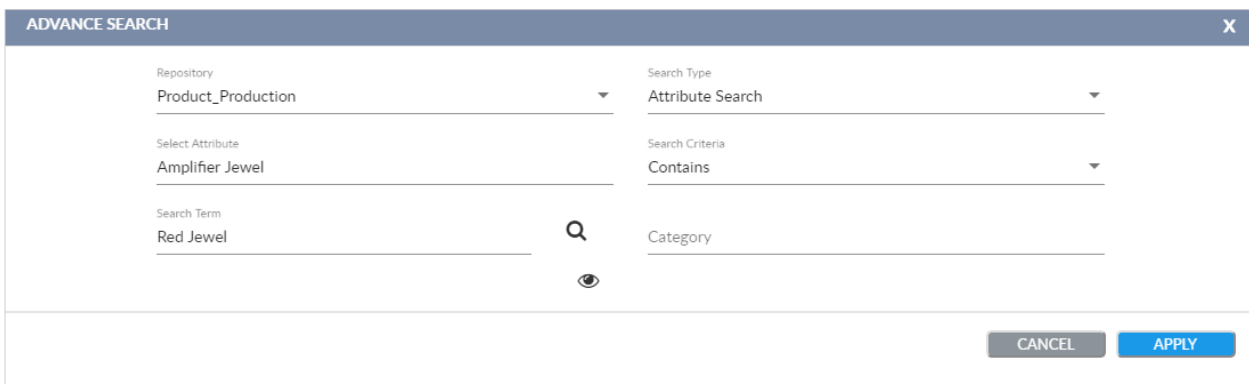 ADVANCE SEARCH X
Repository Search Type
Product_Production Attribute Search
Select Attribute Search Criteria
Amplifier Jewel Contains
Search Term
Red Jewel Category
CANCEL APPLY